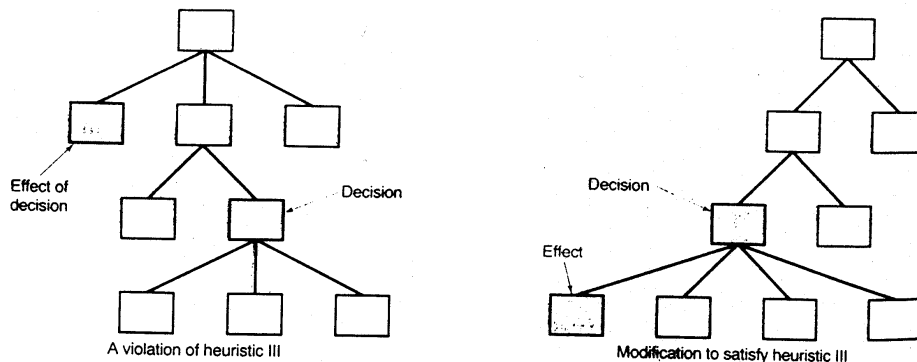 Effect of
decision
Decision
A violation of heuristic III
Decision
Effect
Modification to satisfy heuristic III